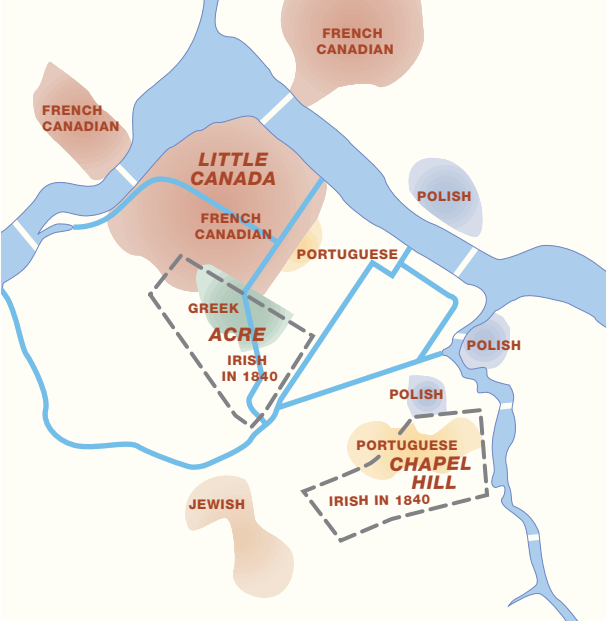 FRENCH
CANADIAN
FRENCH
CANADIAN
LITTLE
CANADA
POLISH
FRENCH
CANADIAN
PORTUGUESE
GREEK
ACRE
IRISH
IN 1840
POLISH
POLISH
PORTUGUESE
CHAPEL
HILL
IRISH IN 1840
JEWISH